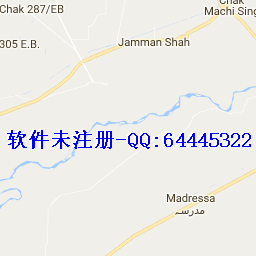 Chak 287/EB
Chak
Machi Sing
305 E.B.
Jamman Shah
软件未注册-QQ:64445322
Madressa
مدرسہ